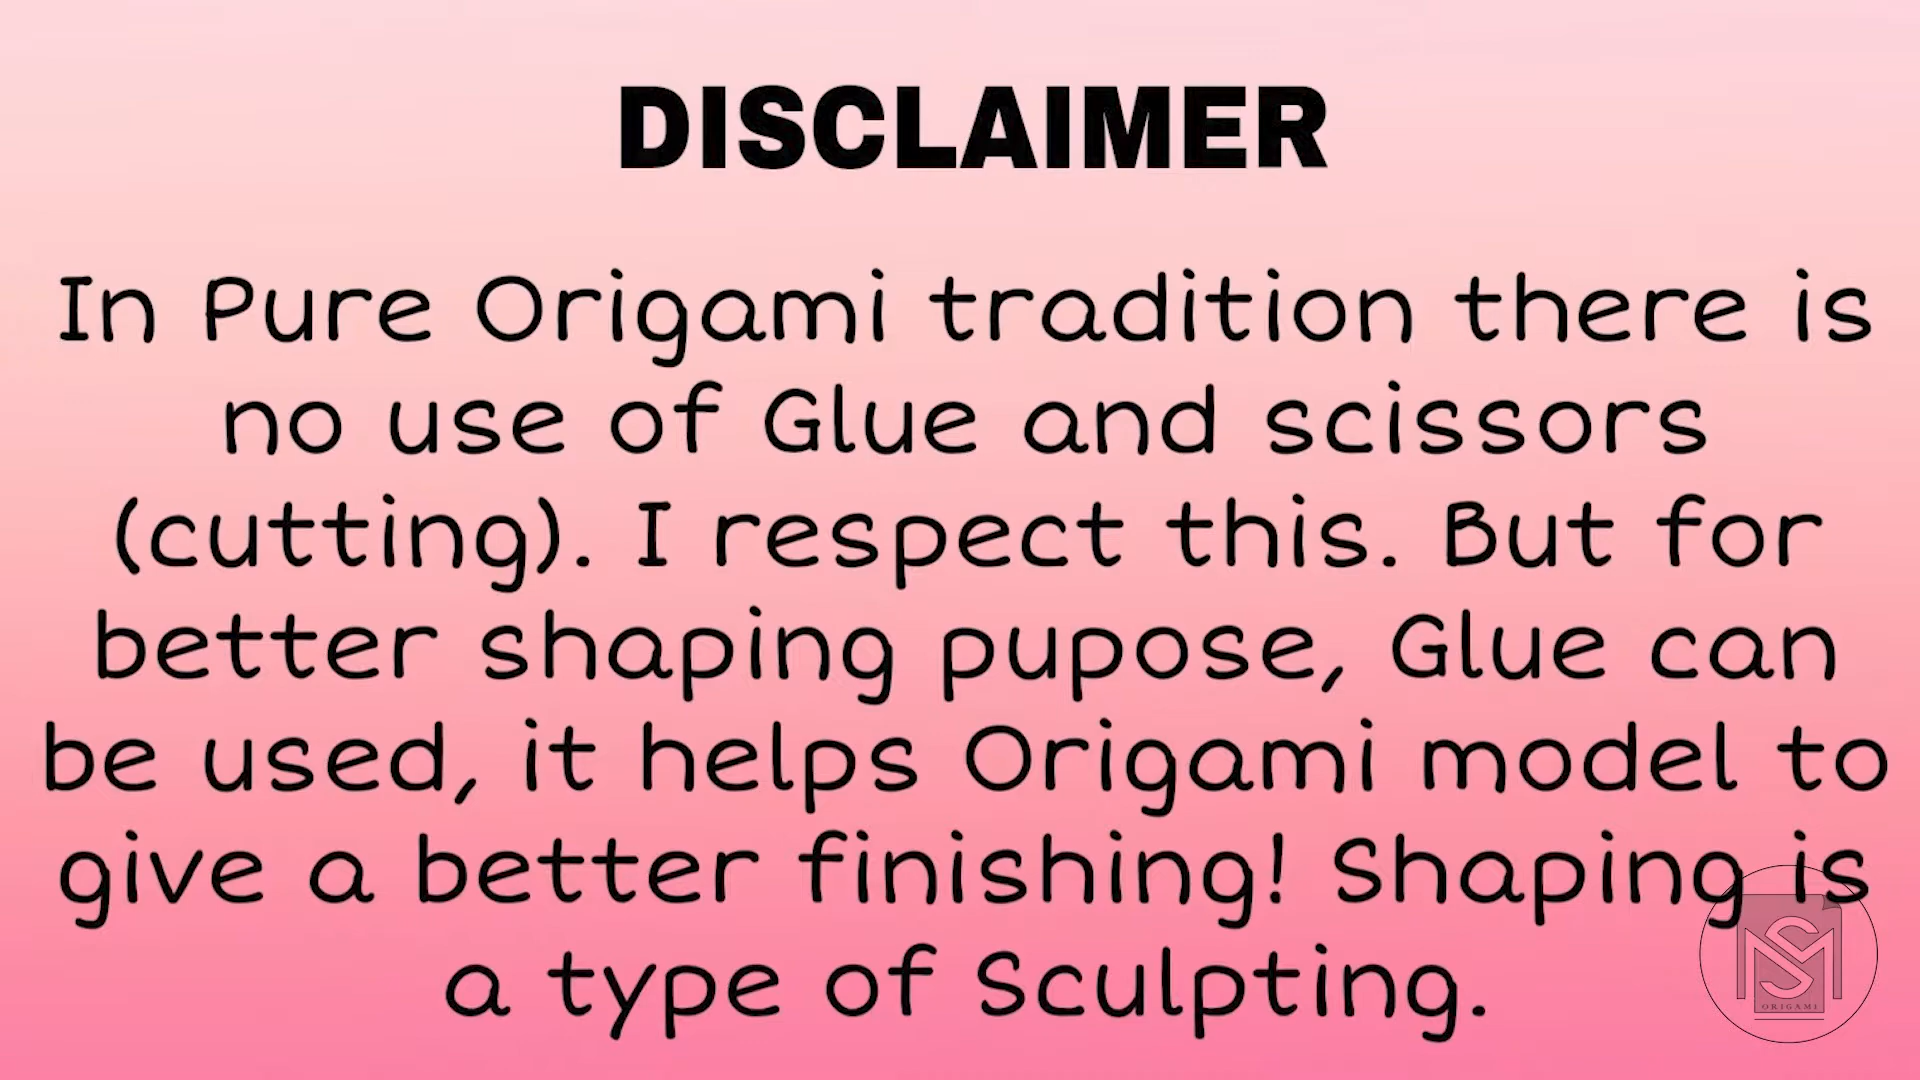 DISCLAIMER
In Pure Origami tradition there is
no use of Glue and scissors
(cutting). I respect this. But for
better shaping pupose, Glue can
be used, it helps Origami model to
give a better finishing! Shaping is
a type of Sculpting.
SM
ORIGAMI